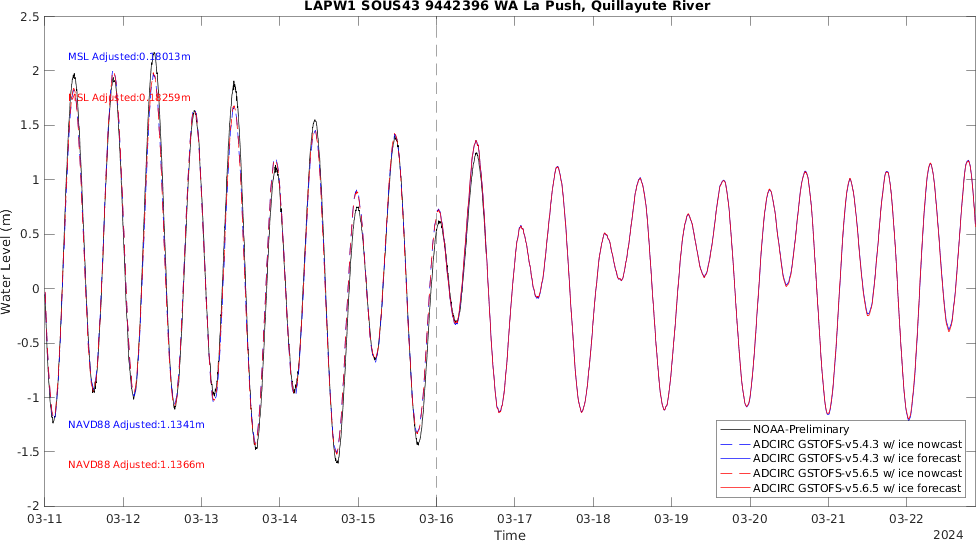 LAPW1 SOUS43 9442396 WA La Push, Quillayute River
2.5
2
1.5
1
0.5
0
-0.5
-1
-1.5
-2
Water Level (m)
MSL Adjusted:0.18013m
MSL Adjusted:0.18259m
NAVD88 Adjusted:1.1341m
NAVD88 Adjusted:1.1366m
NOAA-Preliminary
ADCIRC GSTOFS-v5.4.3 w/ ice nowcast
ADCIRC GSTOFS-v5.4.3 w/ ice forecast
ADCIRC GSTOFS-v5.6.5 w/ ice nowcast
ADCIRC GSTOFS-v5.6.5 w/ ice forecast
03-11 03-12 03-13 03-14 03-15 03-16 03-17 03-18 03-19 03-20 03-21 03-22
Time
2024